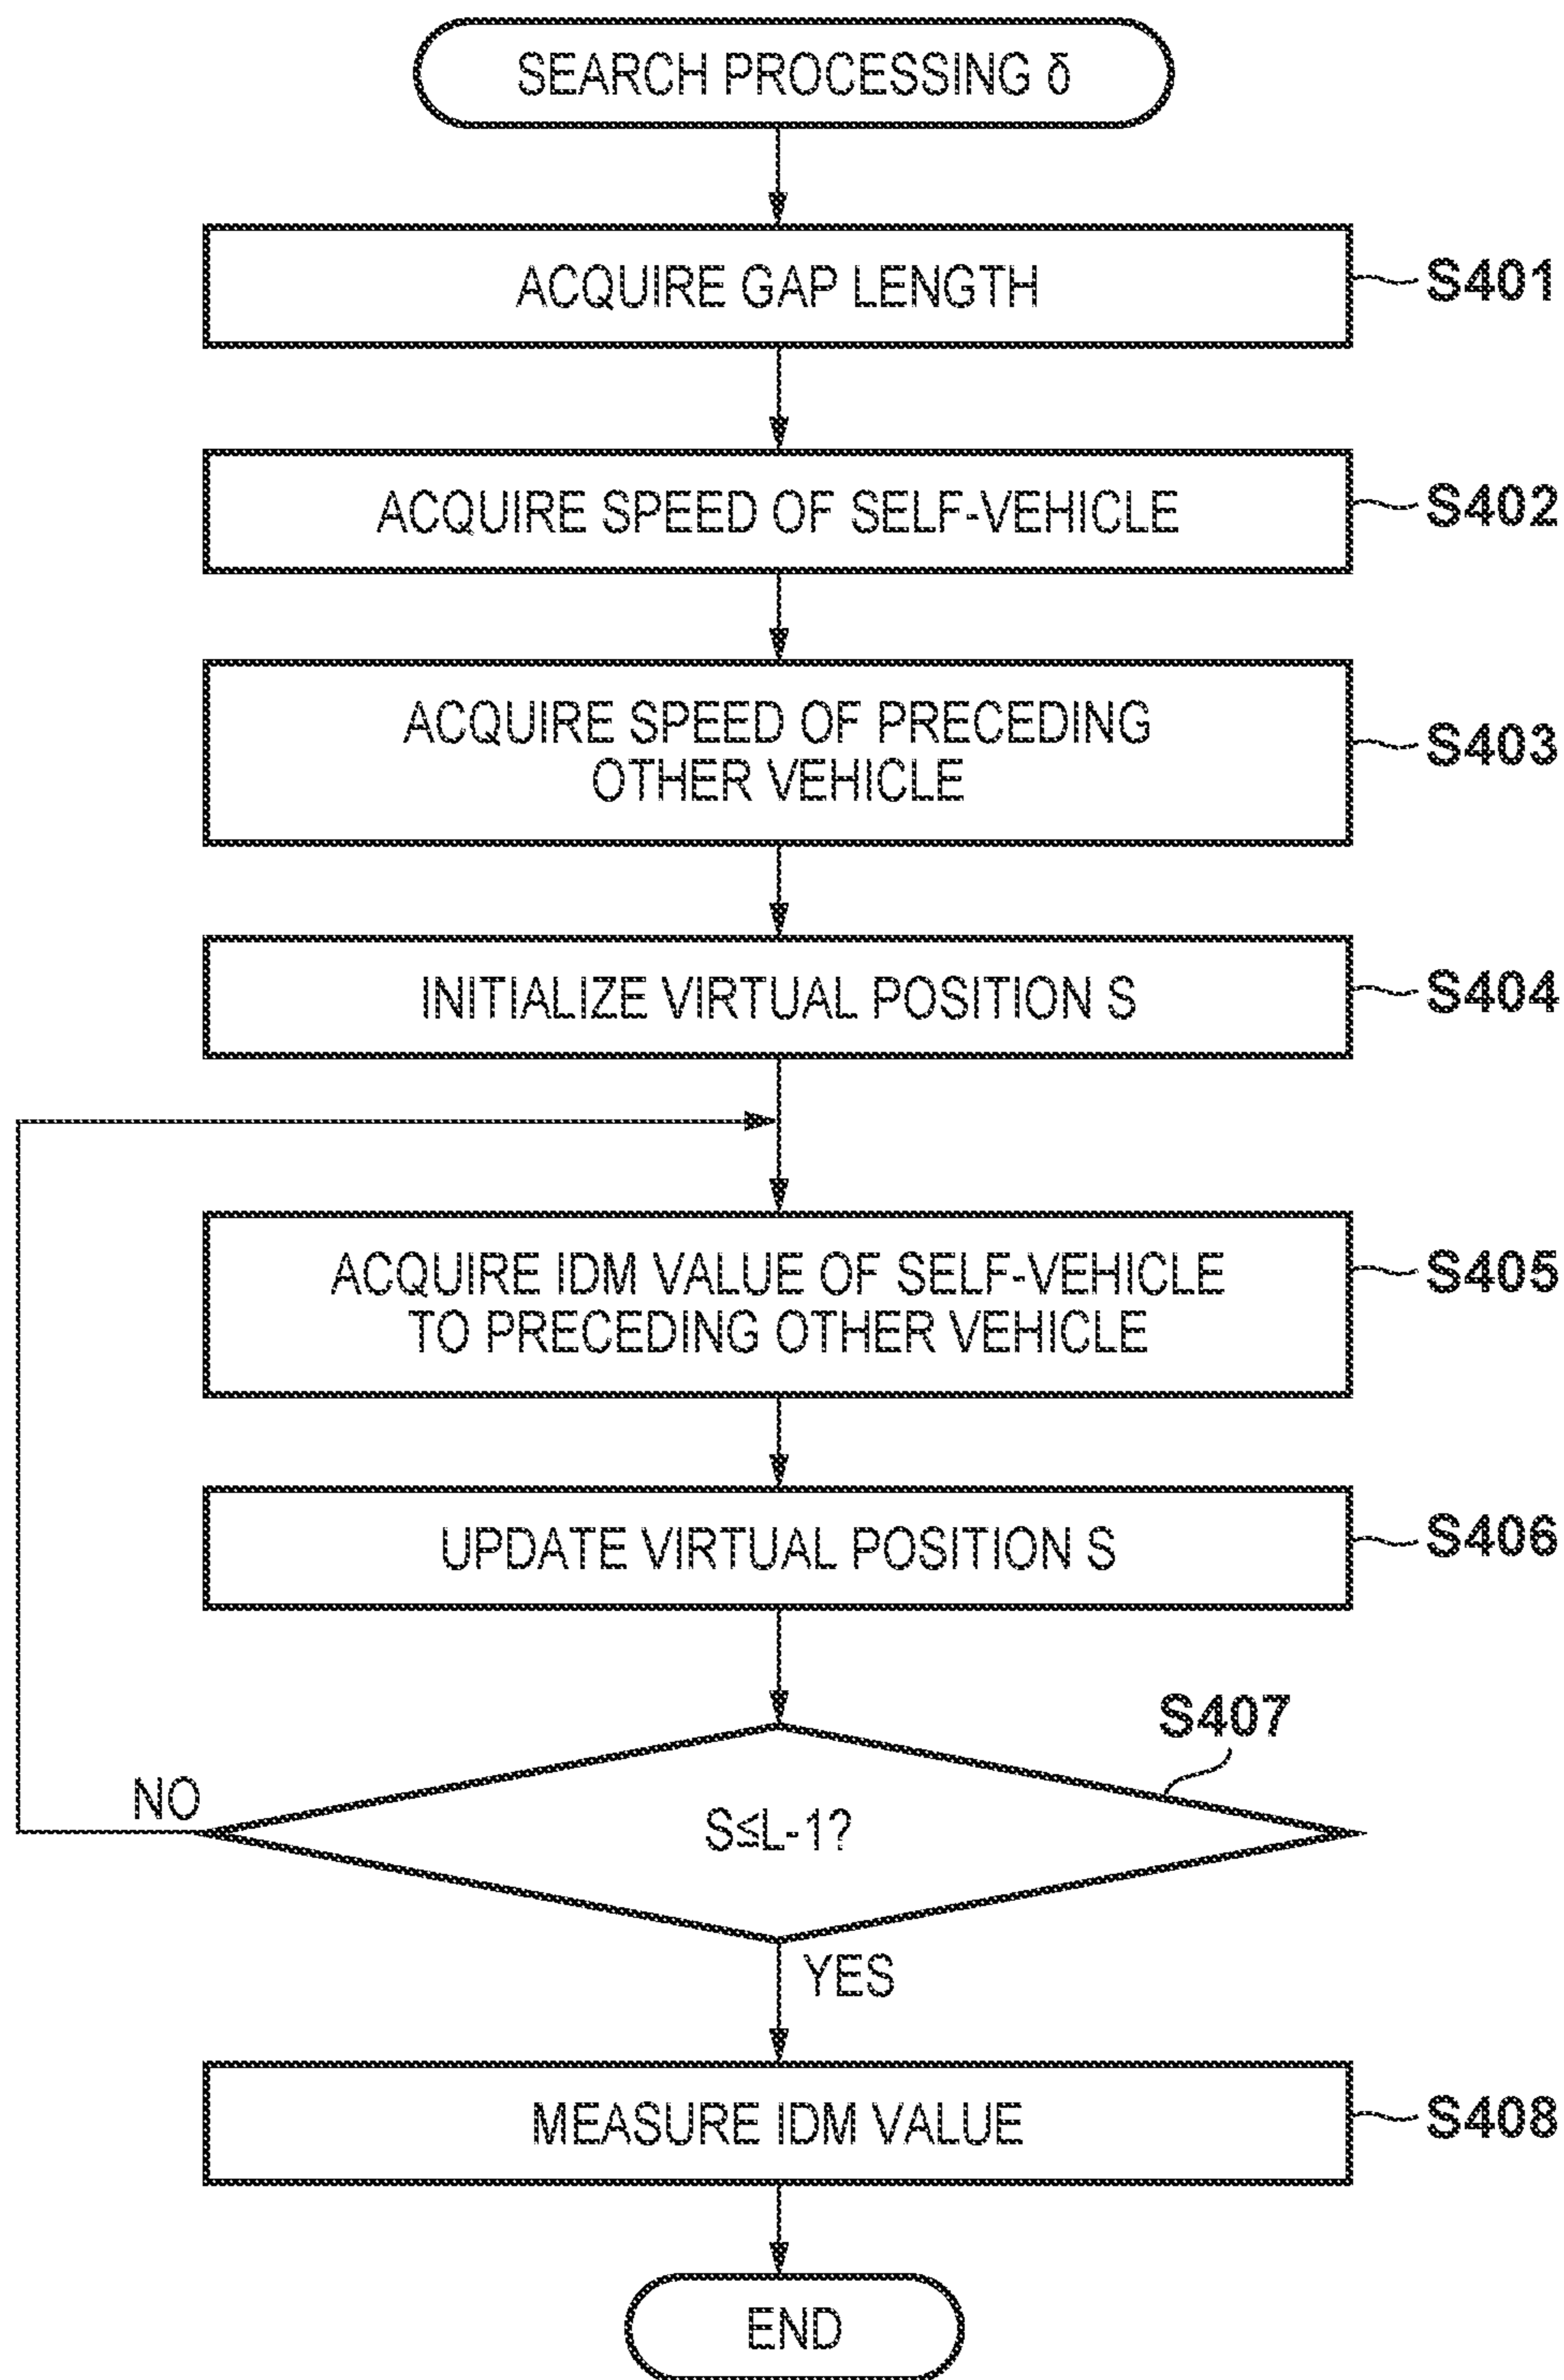 SEARCH PROCESSING δ
ACQUIRE GAP LENGTH
S401
ACQUIRE SPEED OF SELF-VEHICLE
S402
ACQUIRE SPEED OF PRECEDING
OTHER VEHICLE
S403
INITIALIZE VIRTUAL POSITION S
S404
ACQUIRE IDM VALUE OF SELF-VEHICLE
TO PRECEDING OTHER VEHICLE
S405
UPDATE VIRTUAL POSITION S
S406
S407
NO
S≦L-1?
YES
MEASURE IDM VALUE
S408
END